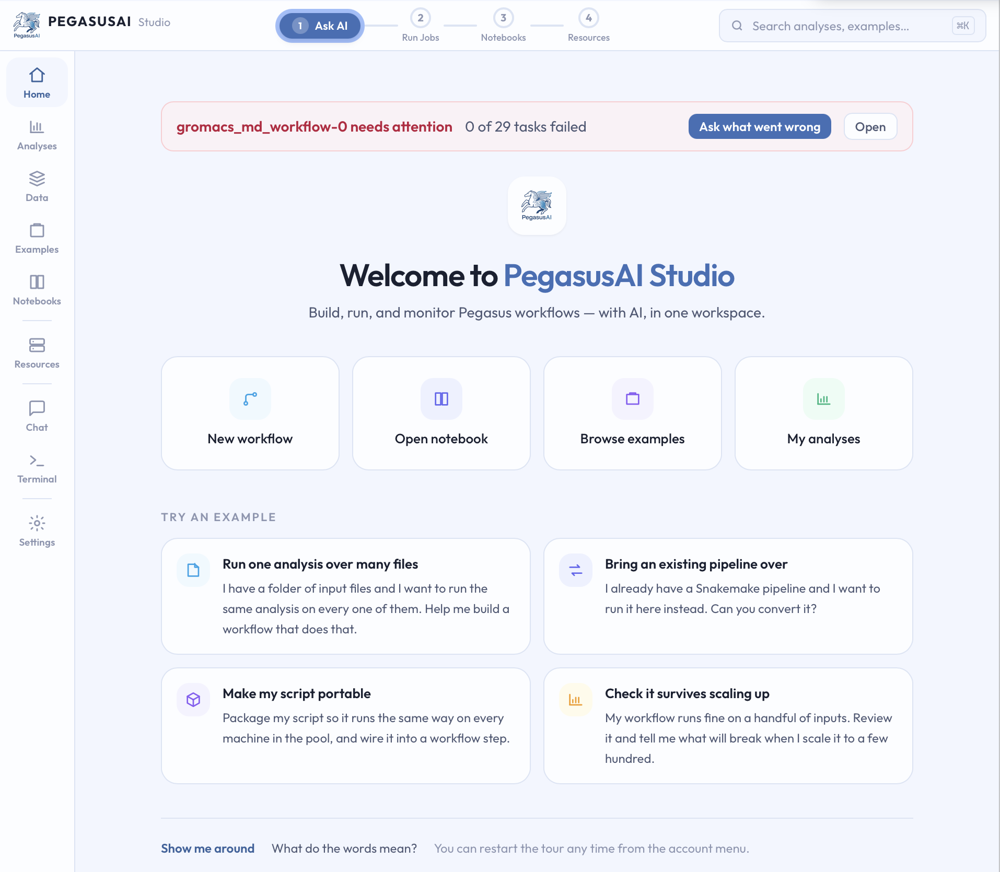 PegasusAI
PEGASUSAI Studio
1 Ask AI
2
Run Jobs
3
Notebooks
4
Resources
Search analyses, examples...
⌘K
Home
Analyses
Data
Examples
Notebooks
Resources
Chat
Terminal
Settings
gromacs_md_workflow-0 needs attention 0 of 29 tasks failed
Ask what went wrong
Open
PegasusAI
Welcome to PegasusAI Studio
Build, run, and monitor Pegasus workflows — with AI, in one workspace.
New workflow
Open notebook
Browse examples
My analyses
TRY AN EXAMPLE
Run one analysis over many files
I have a folder of input files and I want to run the
same analysis on every one of them. Help me build a
workflow that does that.
Bring an existing pipeline over
I already have a Snakemake pipeline and I want to
run it here instead. Can you convert it?
Make my script portable
Package my script so it runs the same way on every
machine in the pool, and wire it into a workflow step.
Check it survives scaling up
My workflow runs fine on a handful of inputs. Review
it and tell me what will break when I scale it to a few
hundred.
Show me around
What do the words mean?
You can restart the tour any time from the account menu.